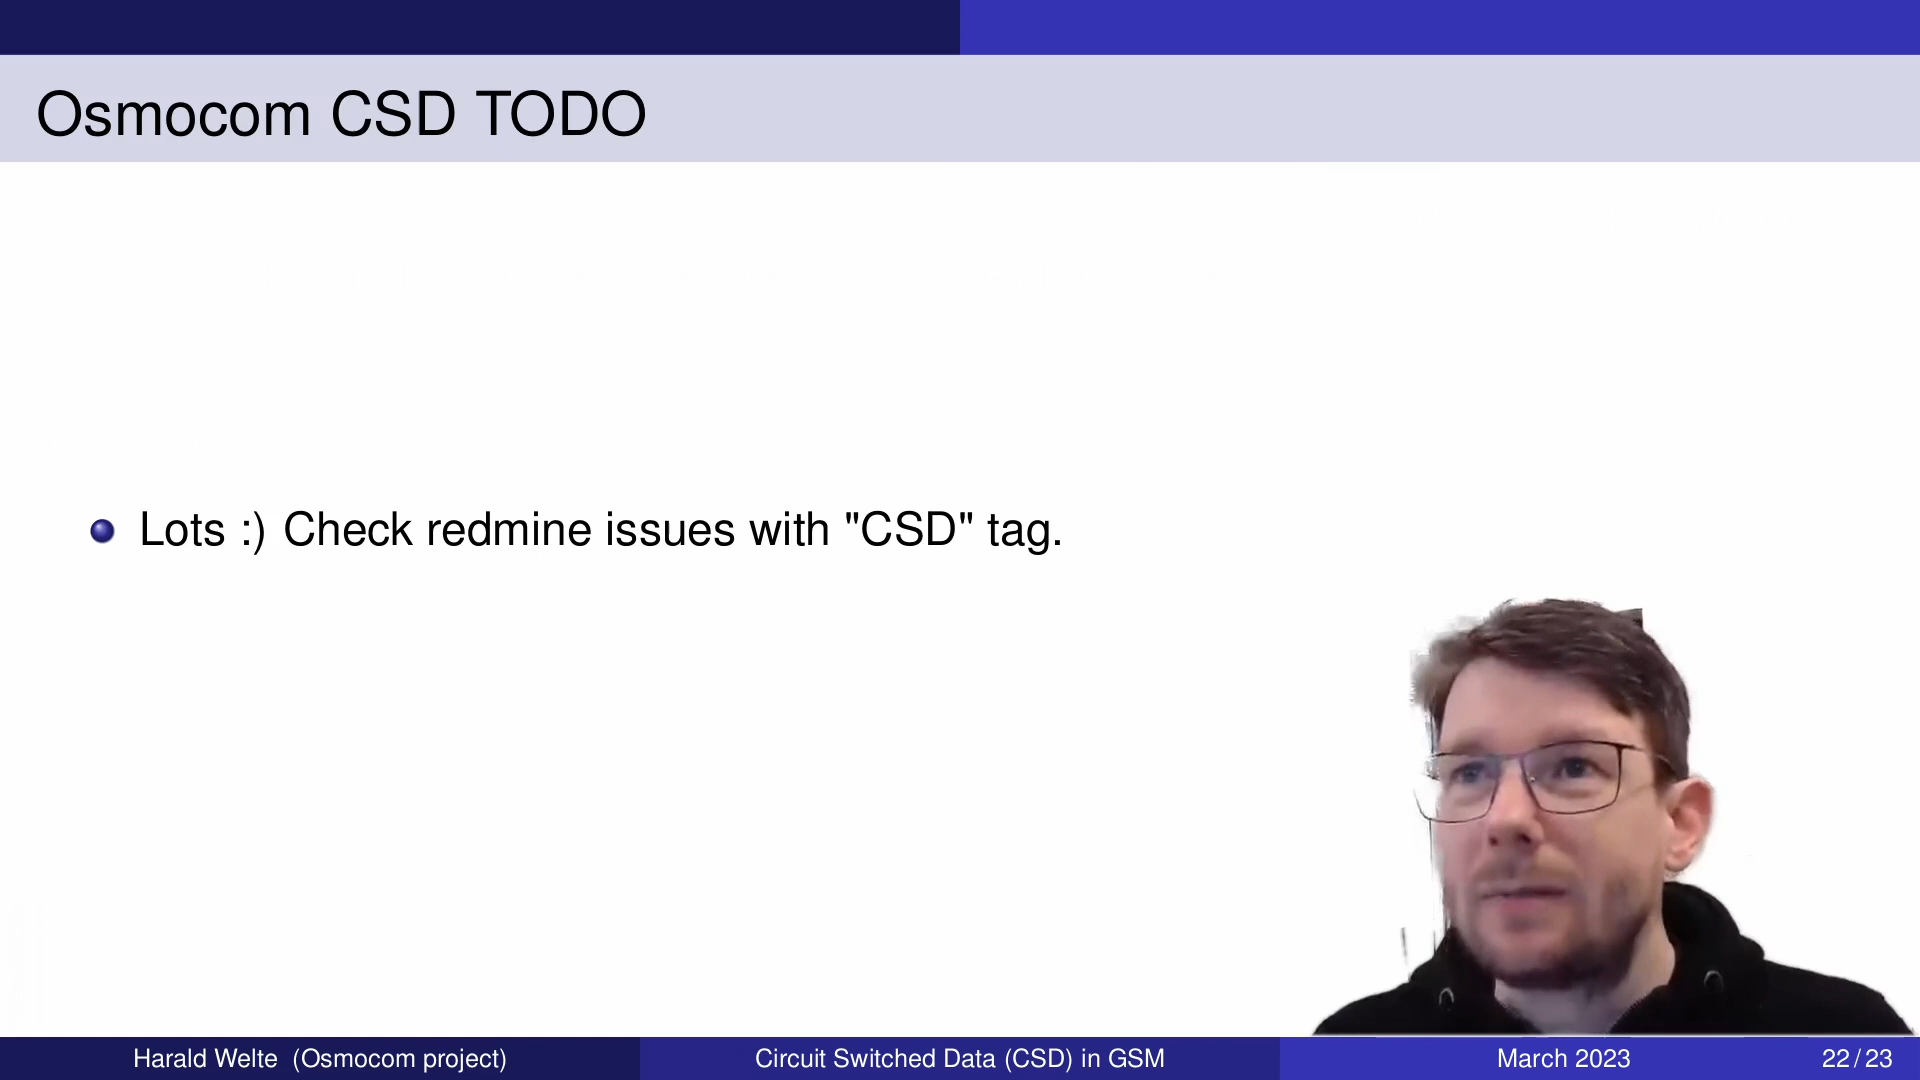 Osmocom CSD TODO
Lots :) Check redmine issues with "CSD" tag.
Harald Welte (Osmocom project)
Circuit Switched Data (CSD) in GSM
March 2023
22 / 23